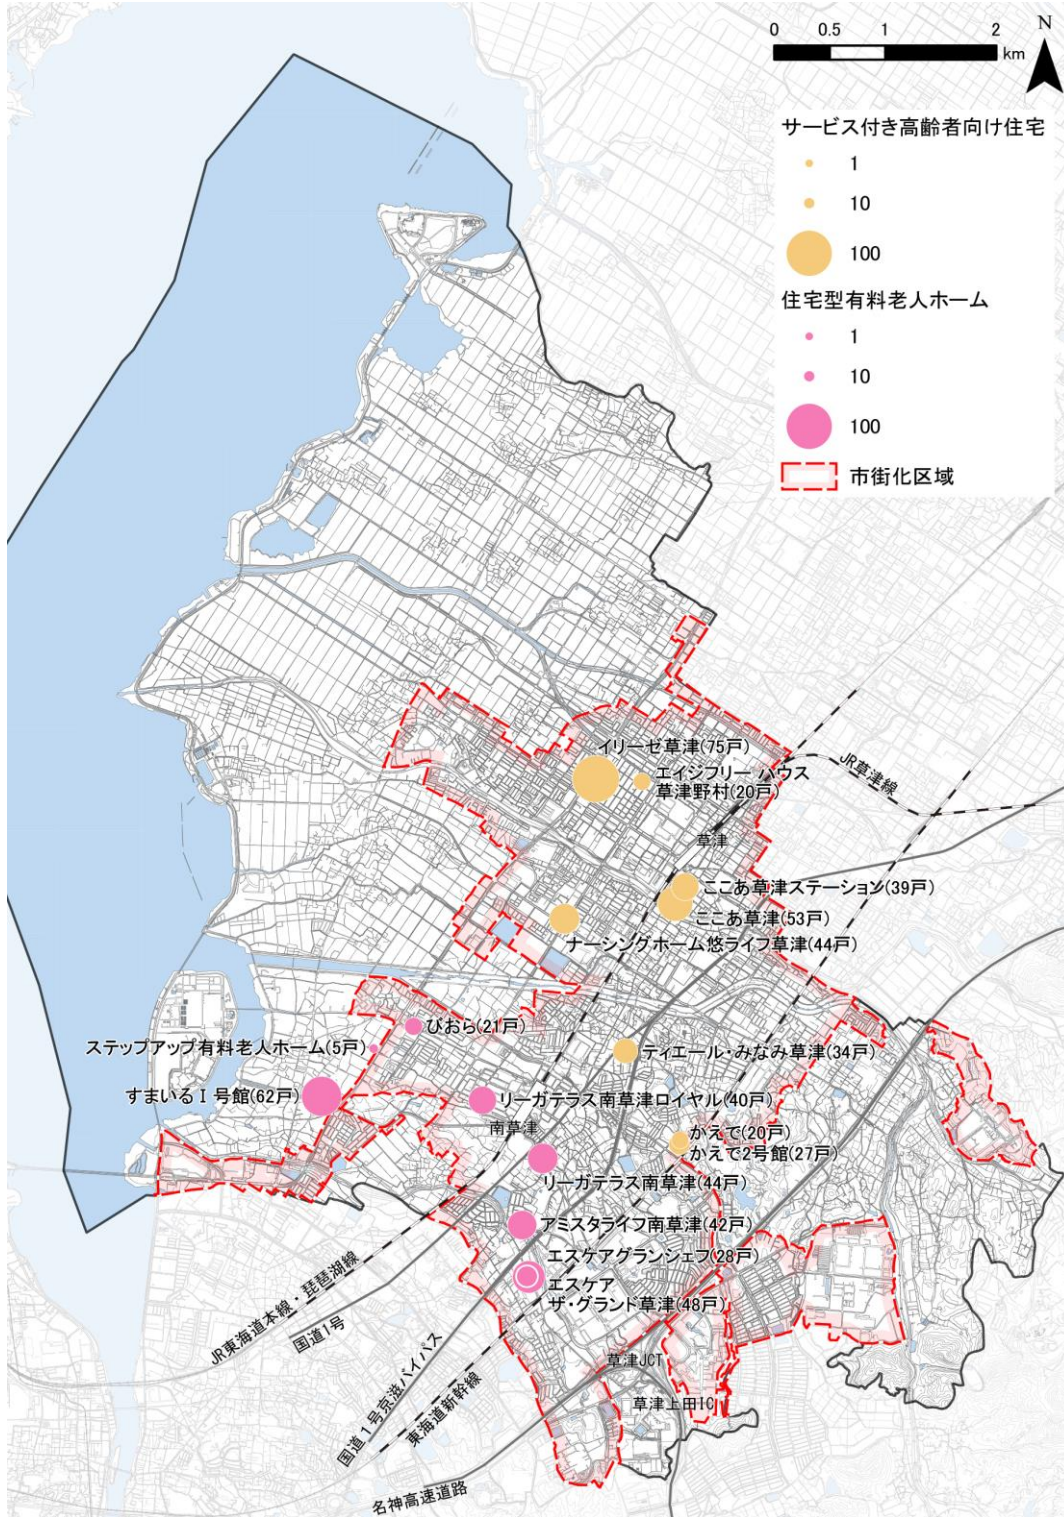 0 0.5 1 2
km
N
サービス付き高齢者向け住宅
1
10
100
住宅型有料老人ホーム
1
10
100
市街化区域
イリーゼ草津(75戸)
エイジフリー ハウス
草津野村(20戸)
JR草津線
草津
ここあ草津ステーション(39戸)
ここあ草津(53戸)
ナーシングホーム悠ライフ草津(44戸)
びおら(21戸)
ステップアップ有料老人ホーム(5戸)
ティエール・みなみ草津(34戸)
すまいるⅠ号館(62戸)
リーガテラス南草津ロイヤル(40戸)
南草津
かえで(20戸)
かえで2号館(27戸)
リーガテラス南草津(44戸)
アミスタライフ南草津(42戸)
エスケアグランシェフ(28戸)
エスケア
ザ・グランド草津(48戸)
JR東海道本線・琵琶湖線
国道1号
国道1号京滋バイパス
東海道新幹線
草津JCT
草津上田IC
名神高速道路